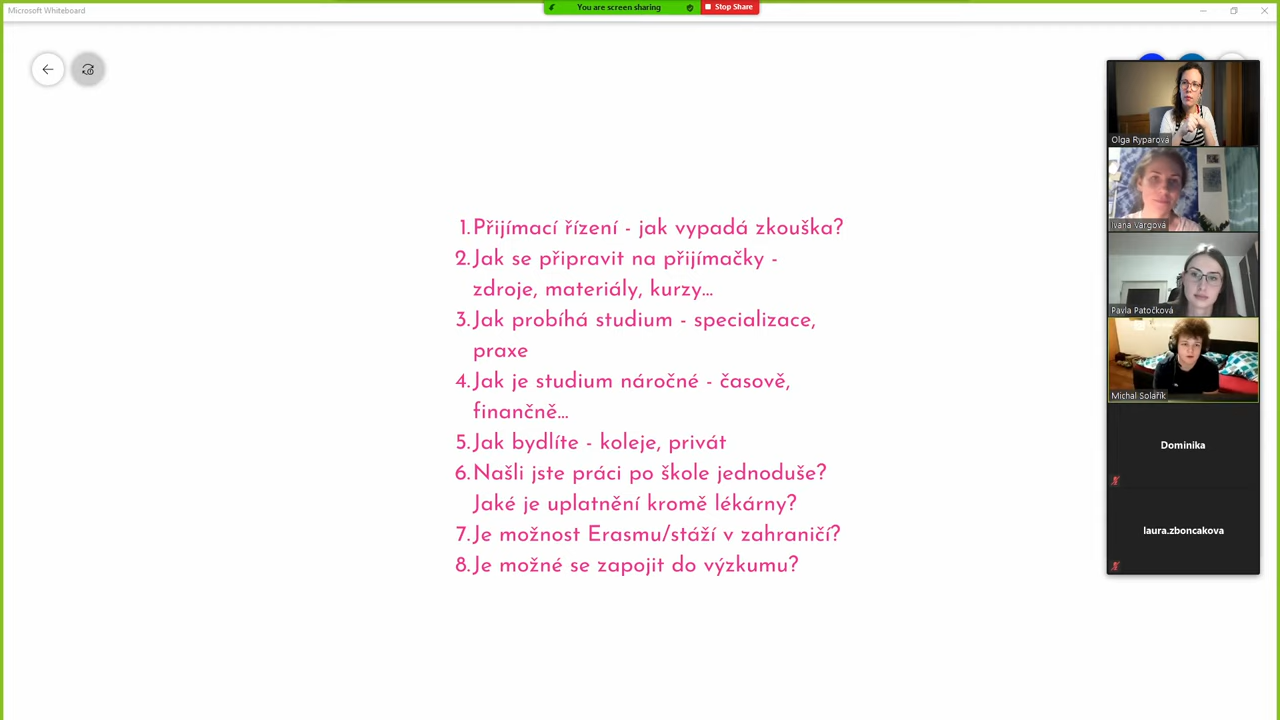 Microsoft Whiteboard
You are screen sharing
Stop Share
1. Přijímací řízení - jak vypadá zkouška?
2. Jak se připravit na přijímačky -
zdroje, materiály, kurzy...
3. Jak probíhá studium - specializace,
praxe
4. Jak je studium náročné - časově,
finančně...
5. Jak bydlíte - koleje, privát
6. Našli jste práci po škole jednoduše?
Jaké je uplatnění kromě lékárny?
7. Je možnost Erasmu/stáží v zahraničí?
8. Je možné se zapojit do výzkumu?
Olga Ryparova
Ivana Vargová
Pavla Patočková
Michal Solařík
Dominika
laura.zboncakova